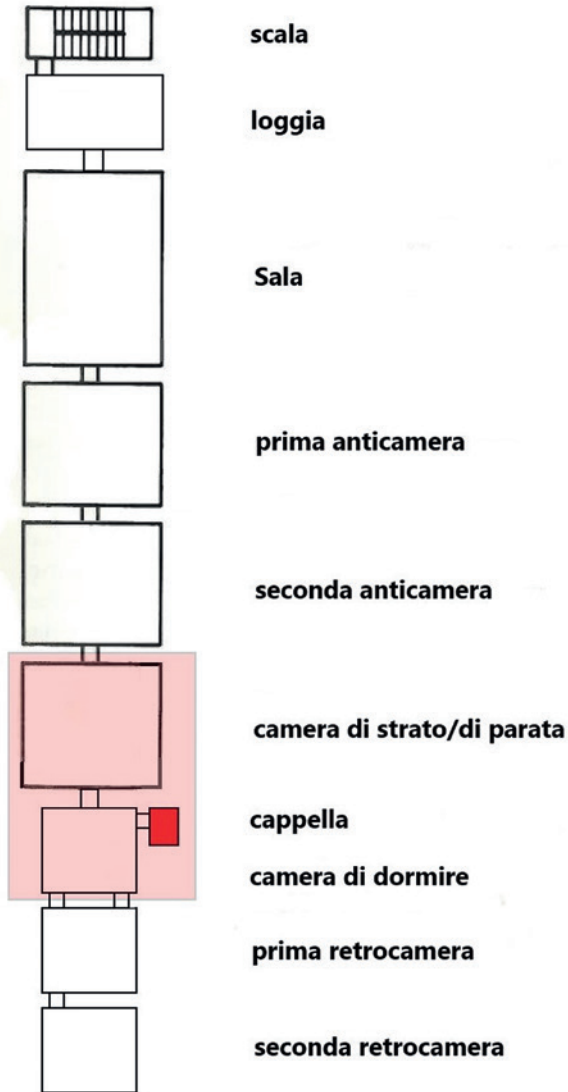 scala
loggia
Sala
prima anticamera
seconda anticamera
camera di strato/di parata
cappella
camera di dormire
prima retrocamera
seconda retrocamera